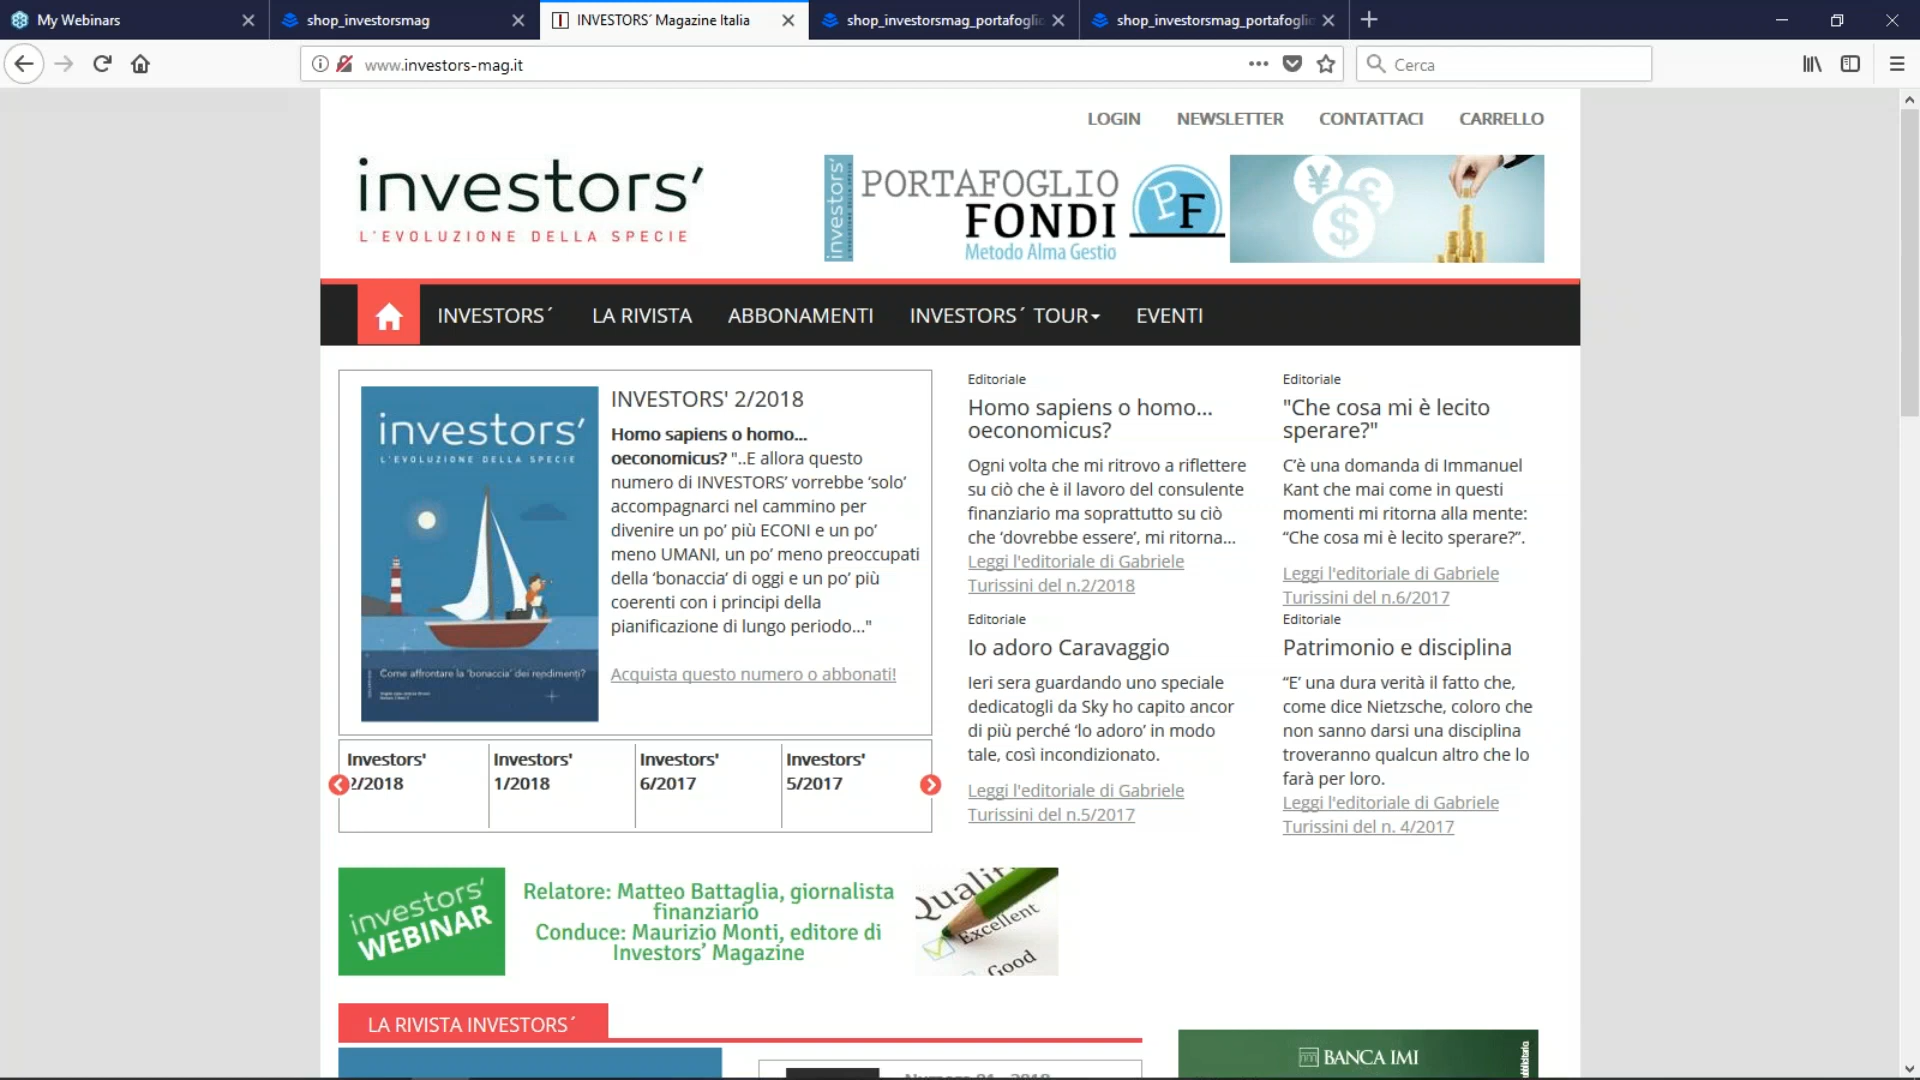 My Webinars
shop_investorsmag
INVESTORS´ Magazine Italia
shop_investorsmag_portafoglio
shop_investorsmag_portafoglio
www.investors-mag.it
Cerca
LOGIN
NEWSLETTER
CONTATTACI
CARRELLO
investors’
L'EVOLUZIONE DELLA SPECIE
investors’
PORTAFOGLIO
FONDI
Metodo Alma Gestio
PF
¥ £ $
INVESTORS´
LA RIVISTA
ABBONAMENTI
INVESTORS´ TOUR
EVENTI
investors’
L'EVOLUZIONE DELLA SPECIE
Come affrontare la 'bonaccia' dei rendimenti?
INVESTORS' 2/2018
Homo sapiens o homo...
oeconomicus? "..E allora questo
numero di INVESTORS’ vorrebbe ‘solo’
accompagnarci nel cammino per
divenire un po’ più ECONI e un po’
meno UMANI, un po’ meno preoccupati
della ‘bonaccia’ di oggi e un po’ più
coerenti con i principi della
pianificazione di lungo periodo..."
Acquista questo numero o abbonati!
Investors'
2/2018
Investors'
1/2018
Investors'
6/2017
Investors'
5/2017
Editoriale
Homo sapiens o homo...
oeconomicus?
Ogni volta che mi ritrovo a riflettere
su ciò che è il lavoro del consulente
finanziario ma soprattutto su ciò
che ‘dovrebbe essere’, mi ritorna...
Leggi l'editoriale di Gabriele
Turissini del n.2/2018
Editoriale
"Che cosa mi è lecito
sperare?"
C’è una domanda di Immanuel
Kant che mai come in questi
momenti mi ritorna alla mente:
“Che cosa mi è lecito sperare?”.
Leggi l'editoriale di Gabriele
Turissini del n.6/2017
Editoriale
Io adoro Caravaggio
Ieri sera guardando uno speciale
dedicatogli da Sky ho capito ancor
di più perché ‘lo adoro’ in modo
tale, così incondizionato.
Leggi l'editoriale di Gabriele
Turissini del n.5/2017
Editoriale
Patrimonio e disciplina
“E’ una dura verità il fatto che,
come dice Nietzsche, coloro che
non sanno darsi una disciplina
troveranno qualcun altro che lo
farà per loro.
Leggi l'editoriale di Gabriele
Turissini del n. 4/2017
investors’
WEBINAR
Relatore: Matteo Battaglia, giornalista
finanziario
Conduce: Maurizio Monti, editore di
Investors’ Magazine
Excellent
Good
LA RIVISTA INVESTORS´
BANCA IMI